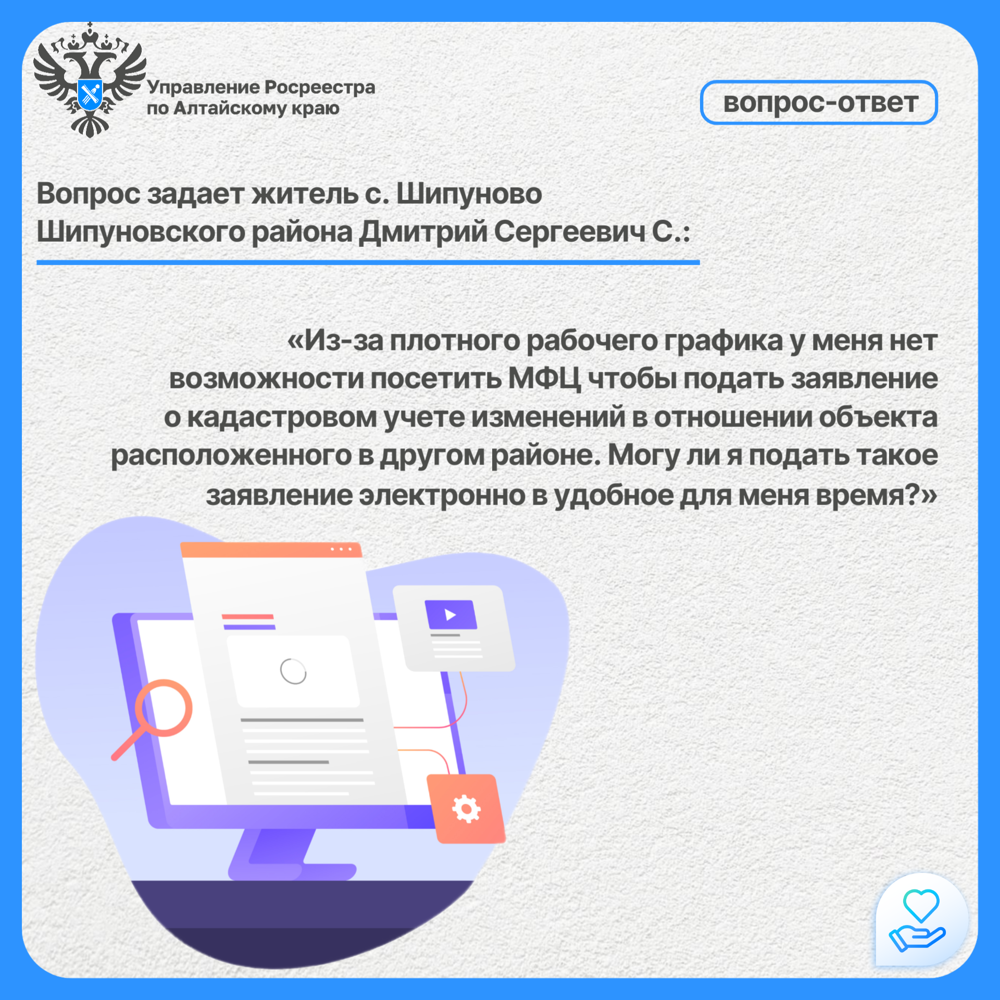 Управление Росреестра
по Алтайскому краю
вопрос-ответ
Вопрос задает житель с. Шипуново
Шипуновского района Дмитрий Сергеевич С.:
«Из-за плотного рабочего графика у меня нет
возможности посетить МФЦ чтобы подать заявление
о кадастровом учете изменений в отношении объекта
расположенного в другом районе. Могу ли я подать такое
заявление электронно в удобное для меня время?»